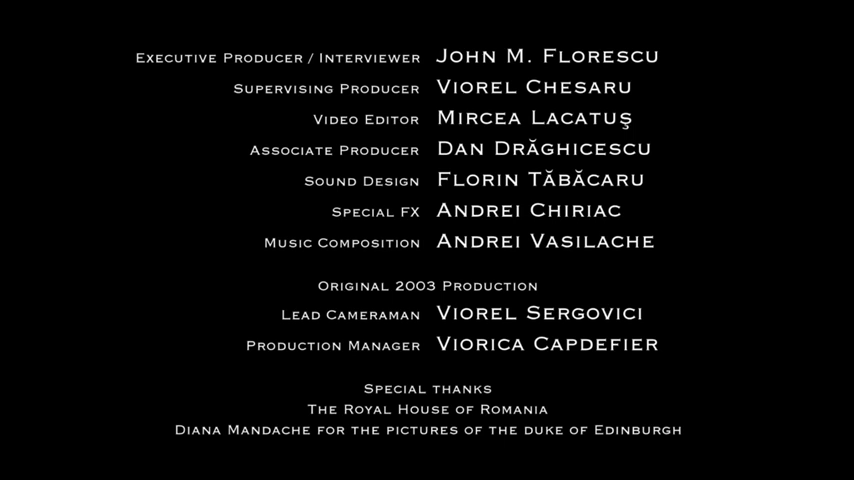 Executive Producer / Interviewer John M. Florescu
Supervising Producer Viorel Chesaru
Video Editor Mircea Lacatuş
Associate Producer Dan Drăghicescu
Sound Design Florin Tăbăcaru
Special FX Andrei Chiriac
Music Composition Andrei Vasilache
Original 2003 Production
Lead Cameraman Viorel Sergovici
Production Manager Viorica Capdefier
Special thanks
The Royal House of Romania
Diana Mandache for the pictures of the duke of Edinburgh